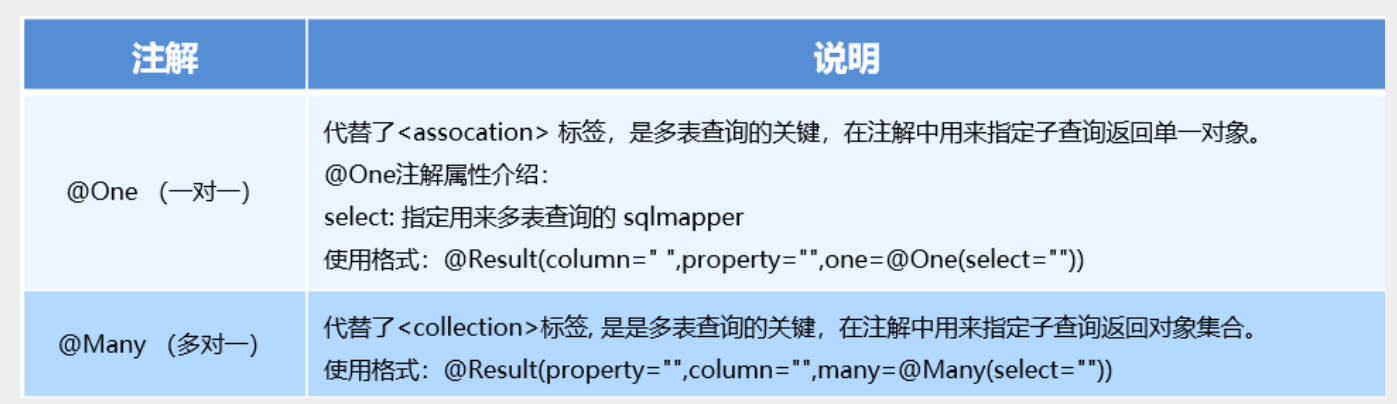 注解
说明
@One （一对一）
代替了<assocation> 标签，是多表查询的关键，在注解中用来指定子查询返回单一对象。
@One注解属性介绍：
select: 指定用来多表查询的 sqlmapper
使用格式：@Result(column=" ",property="",one=@One(select=""))
@Many （多对一）
代替了<collection>标签, 是是多表查询的关键，在注解中用来指定子查询返回对象集合。
使用格式：@Result(property="",column="",many=@Many(select=""))